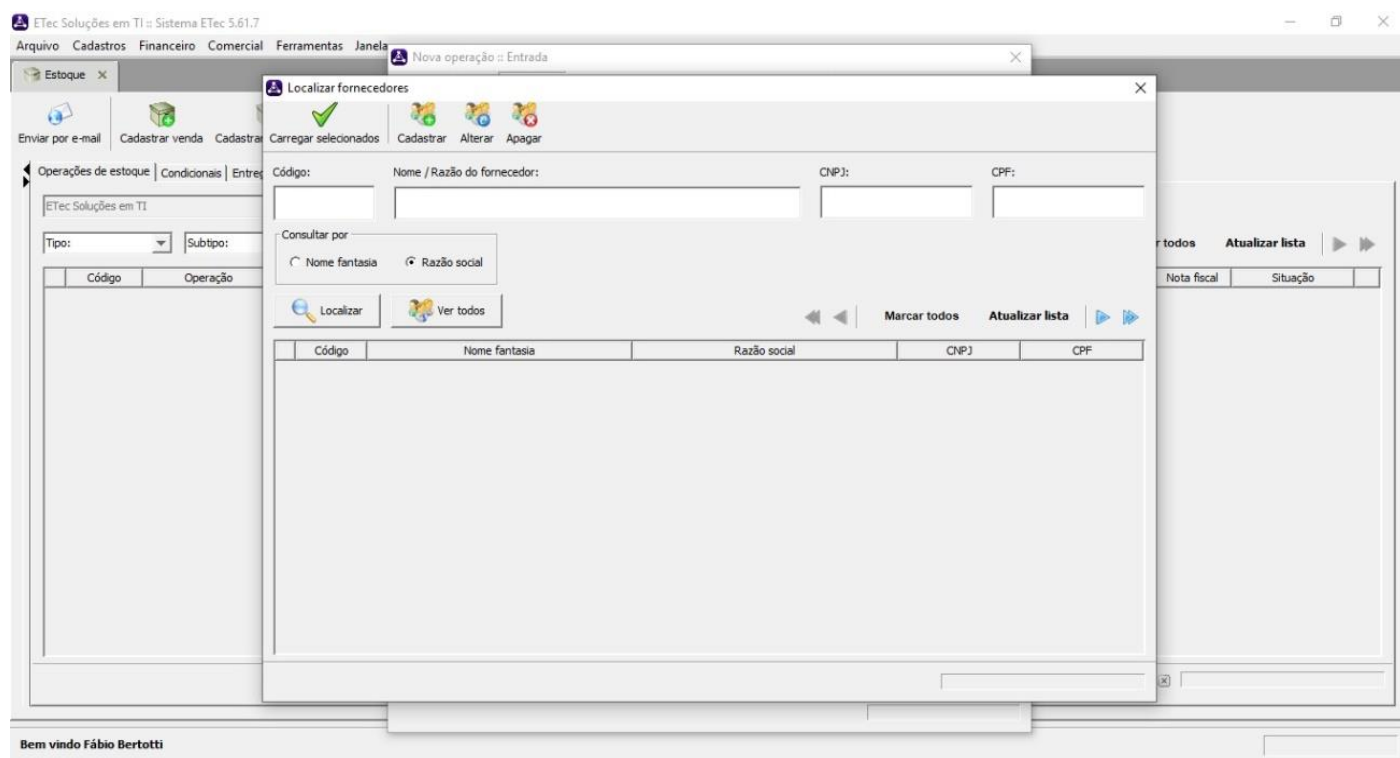 ETec Soluções em TI :: Sistema ETec 5.61.7
Arquivo Cadastros Financeiro Comercial Ferramentas Janela
Nova operação :: Entrada
Estoque
Localizar fornecedores
Enviar por e-mail Cadastrar venda Cadastrar Carregar selecionados Cadastrar Alterar Apagar
Operações de estoque Condicionais
Código: Nome / Razão do fornecedor: CNPJ: CPF:
ETec Soluções em TI
Consultar por
Tipo: Subtipo: todos Atualizar lista
Nome fantasia Razão social
Código Operação Nota fiscal Situação
Localizar Ver todos Marcar todos Atualizar lista
Código Nome fantasia Razão social CNPJ CPF
Bem vindo Fábio Bertotti